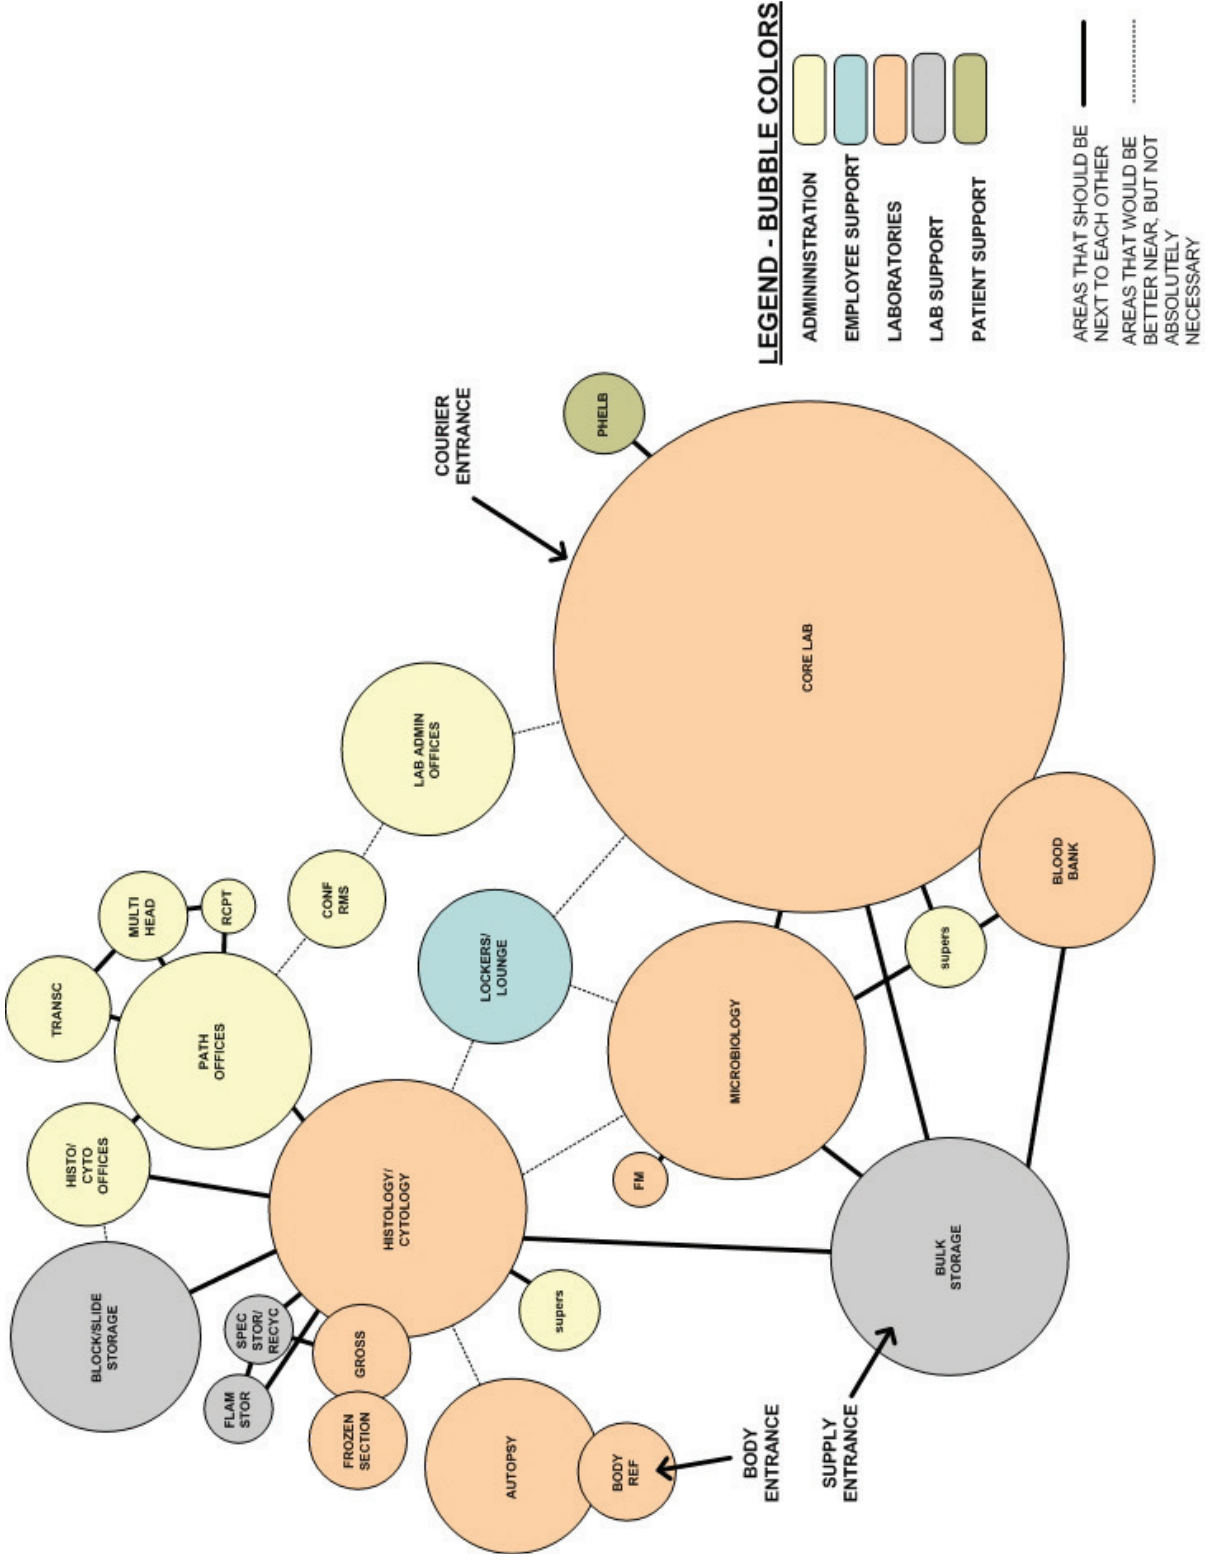 TRANSC
MULTI
HEAD
RCPT
HISTO/
CYTO
OFFICES
PATH
OFFICES
CONF
RMS
LAB ADMIN
OFFICES
COURIER
ENTRANCE
PHELB
BLOCK/SLIDE
STORAGE
SPEC
STOR/
RECYC
FLAM
STOR
GROSS
FROZEN
SECTION
HISTOLOGY/
CYTOLOGY
LOCKERS/
LOUNGE
CORE LAB
AUTOPSY
BODY
REF
supers
FM
MICROBIOLOGY
supers
BLOOD
BANK
BULK
STORAGE
BODY
ENTRANCE
SUPPLY
ENTRANCE
LEGEND - BUBBLE COLORS
ADMININISTRATION
EMPLOYEE SUPPORT
LABORATORIES
LAB SUPPORT
PATIENT SUPPORT
AREAS THAT SHOULD BE
NEXT TO EACH OTHER
AREAS THAT WOULD BE
BETTER NEAR, BUT NOT
ABSOLUTELY
NECESSARY